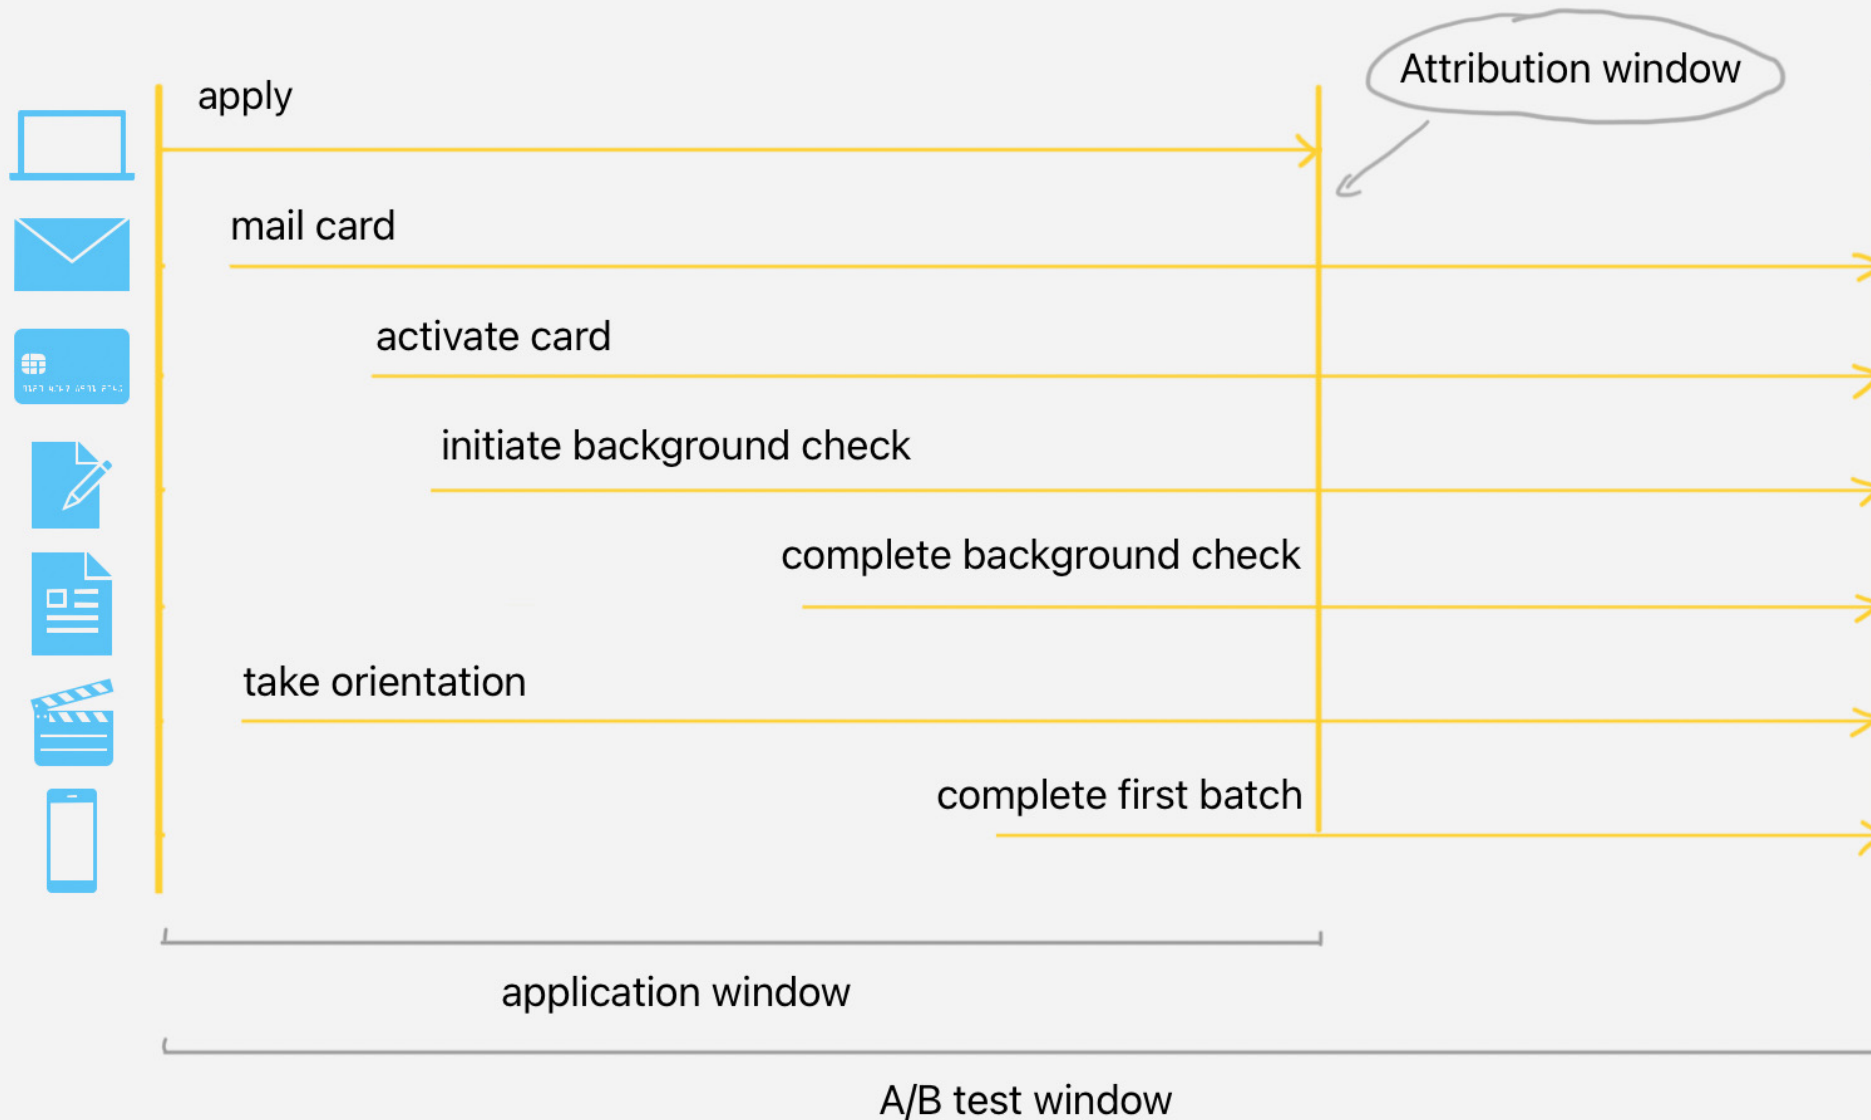 apply
Attribution window
mail card
activate card
initiate background check
complete background check
take orientation
complete first batch
application window
A/B test window